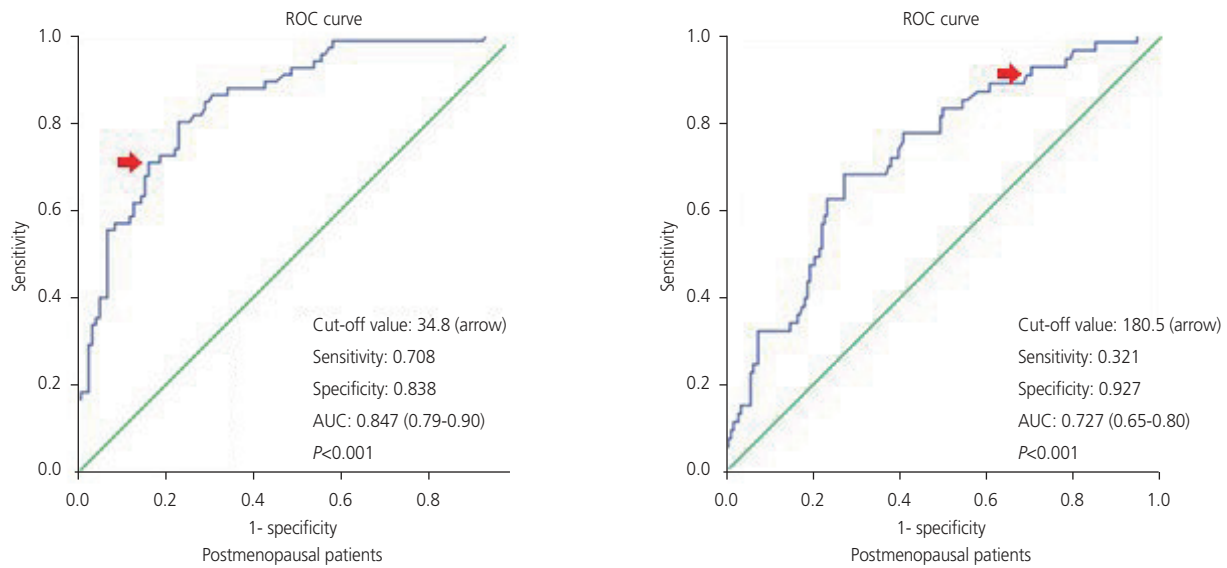 ROC curve
1.0
0.8
0.6
0.4
0.2
0.0
Sensitivity
Cut-off value: 34.8 (arrow)
Sensitivity: 0.708
Specificity: 0.838
AUC: 0.847 (0.79-0.90)
P<0.001
0.0 0.2 0.4 0.6 0.8
1- specificity
Postmenopausal patients
ROC curve
1.0
0.8
0.6
0.4
0.2
0.0
Sensitivity
Cut-off value: 180.5 (arrow)
Sensitivity: 0.321
Specificity: 0.927
AUC: 0.727 (0.65-0.80)
P<0.001
0.0 0.2 0.4 0.6 0.8 1.0
1- specificity
Postmenopausal patients